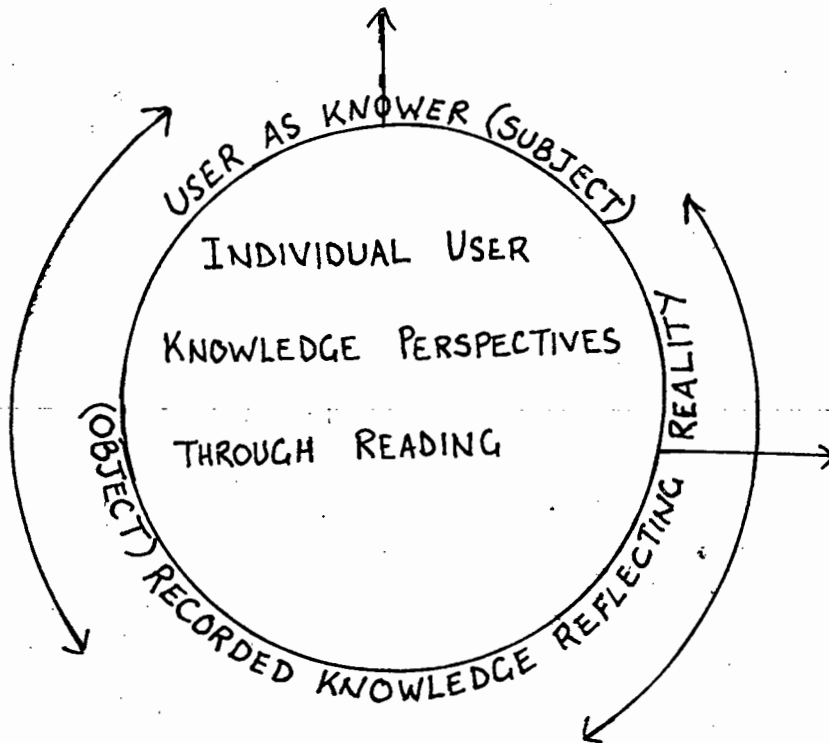 USER AS KNOWER (SUBJECT)
INDIVIDUAL USER
KNOWLEDGE PERSPECTIVES
THROUGH READING
(OBJECT) RECORDED KNOWLEDGE REFLECTING REALITY